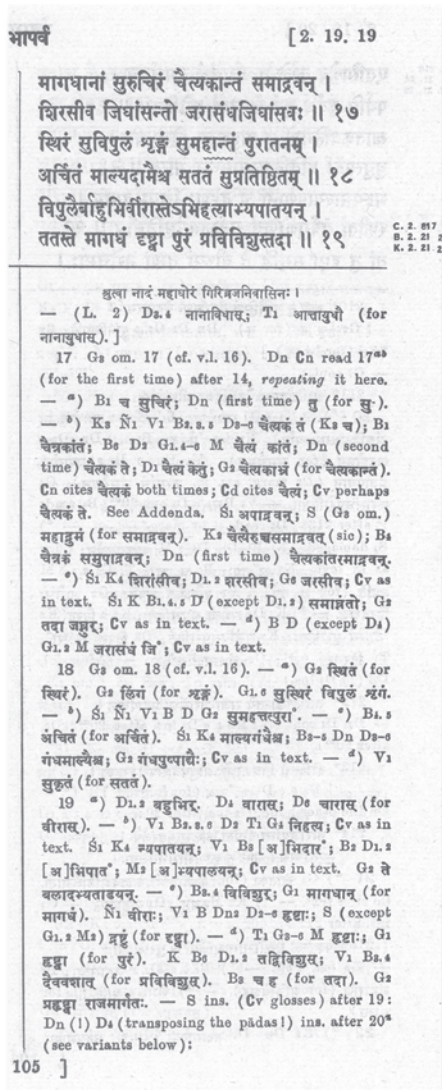 भापर्व [ 2. 19. 19
मागधानां सुरुचिरं चैत्यकान्तं समाद्रवन् ।
शिरसीव जिघांसन्तो जरासंधजिघांसवः ॥ १७
स्थिरं सुविपुलं शृङ्गं सुमहान्तं पुरातनम् ।
अर्चितं माल्यदामैश्च सततं सुप्रतिष्ठितम् ॥ १८
विपुलैर्बाहुभिर्वीरास्तेऽभिहत्याभ्यपातयन् ।
ततस्ते मागधं दृष्ट्वा पुरं प्रविविशुस्तदा ॥ १९
C. 2. 817
B. 2. 21 2
K. 2. 21 2
श्रुत्वा नादं महाघोरं गिरिव्रजनिवासिनः ।
— (L. 2) D3.4 नानाविधास्; T1 आत्तायुधी (for
नानायुधास्). ]
17 G3 om. 17 (cf. v.l. 16). Dn Cn read 17ab
(for the first time) after 14, repeating it here.
— a) B1 च सुचिरं; Dn (first time) तु (for सु-).
— b) K3 Ñ1 V1 B2.3.5 D3-6 चैत्यकं तं (K3 च); B1
चैत्रकांतं; B6 D2 G1.4-6 M चैत्यं कांतं; Dn (second
time) चैत्यकं ते; D1 चैत्यं केतुं; G2 चैत्यकाभ्रं (for चैत्यकान्तं).
Cn cites चैत्यकं both times; Cd cites चैत्यं; Cv perhaps
चैत्यकं ते. See Addenda. Ś1 अपाद्रवन्; S (G3 om.)
महाद्रुमं (for समाद्रवन्). K2 चैत्यैरुच्चसमाद्रवत् (sic); B4
चैत्रकं समुपाद्रवन्; Dn (first time) चैत्यकांतरमाद्रवन्.
— c) Ś1 K4 शिरांसीव; D1.2 शरसीव; G6 जरसीव; Cv as
in text. Ś1 K B1.4.5 D (except D1.2) समाघ्नंतो; G2
तदा जघ्नुर्; Cv as in text. — d) B D (except D4)
G1.2 M जरासंधं जि°; Cv as in text.
18 G3 om. 18 (cf. v.l. 16). — a) G2 स्थितं (for
स्थिरं). G2 लिंगं (for शृङ्गं). G1.6 सुस्थिरं विपुलं शृंगं.
— b) Ś1 Ñ1 V1 B D G2 सुमहत्तत्पुरा°. — c) B4.5
अंचितं (for अर्चितं). Ś1 K4 माल्यगंधैश्च; B3-5 Dn D3-6
गंधमाल्यैश्च; G2 गंधपुष्पाद्यैः; Cv as in text. — d) V1
सुकृतं (for सततं).
19 a) D1.2 बहुभिर्. D4 वारास्; D6 चारास् (for
वीरास्). — b) V1 B2.3.6 D2 T1 G4 निहत्य; Cv as in
text. Ś1 K4 न्यपातयन्; V1 B3 [अ]भिदार°; B2 D1.2
[अ]भिपात°; M2 [अ]भ्यपालयन्; Cv as in text. G2 ते
बलादभ्यताडयन्. — c) B3.4 विविशुर्; G1 मागधान् (for
मागधं). Ñ1 वीराः; V1 B Dn2 D2-6 हृष्टाः; S (except
G1.2 M2) द्रष्टुं (for दृष्ट्वा). — d) T1 G3-6 M हृष्टाः; G1
हृष्ट्वा (for पुरं). K B6 D1.2 तद्विविशुस्; V1 B3.4
दैववशात् (for प्रविविशुस्). B3 च ह (for तदा). G2
प्रहृष्टा राजमार्गतः. — S ins. (Cv glosses) after 19:
Dn (!) D4 (transposing the pādas!) ins. after 20a
(see variants below):
105 ]